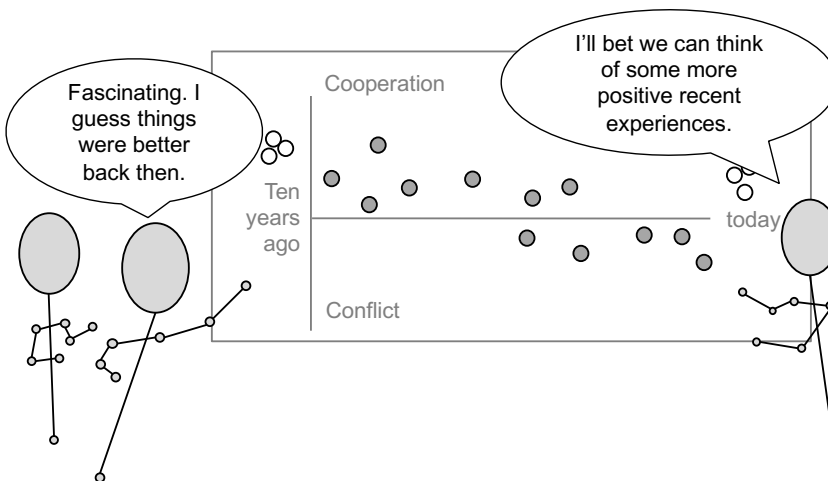 Fascinating. I
guess things
were better
back then.
I’ll bet we can think
of some more
positive recent
experiences.
Cooperation
Ten
years
ago
today
Conflict